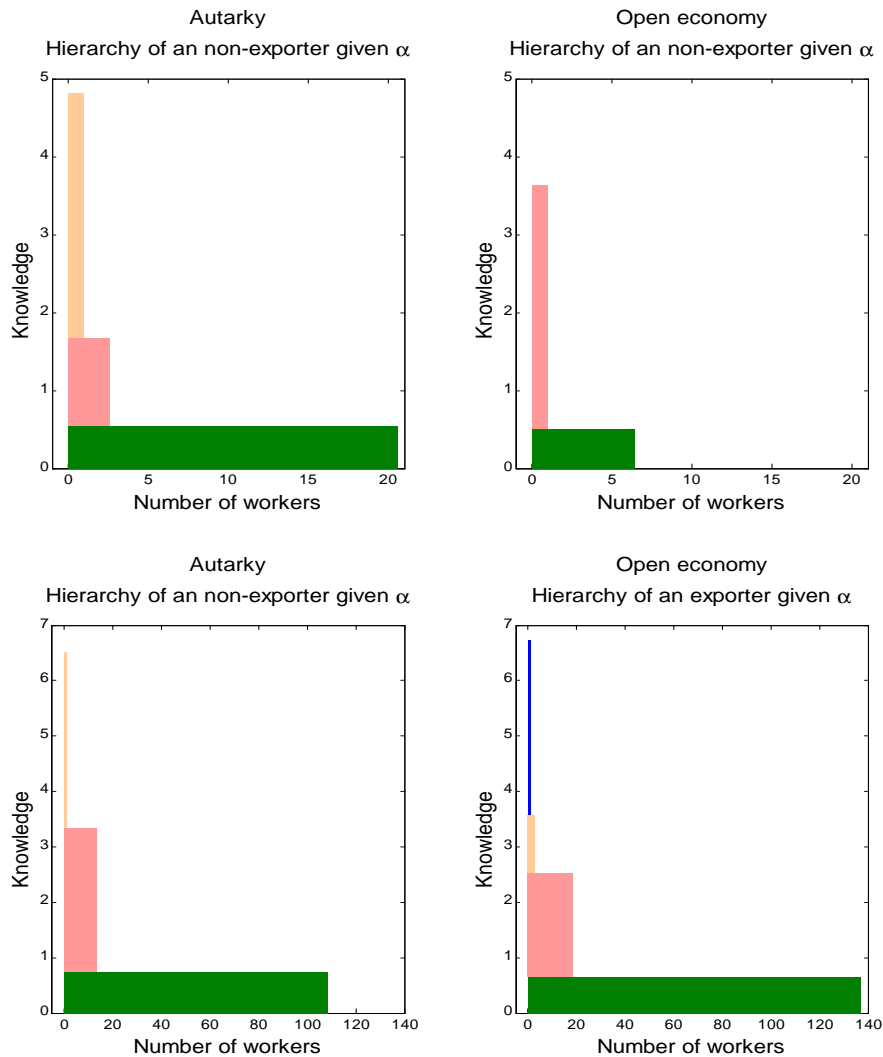 Autarky
Hierarchy of an non-exporter given α
5
4
3
2
1
0
Knowledge
0 5 10 15 20
Number of workers
Open economy
Hierarchy of an non-exporter given α
5
4
3
2
1
0
Knowledge
0 5 10 15 20
Number of workers
Autarky
Hierarchy of an non-exporter given α
7
6
5
4
3
2
1
0
Knowledge
0 20 40 60 80 100 120 140
Number of workers
Open economy
Hierarchy of an exporter given α
7
6
5
4
3
2
1
0
Knowledge
0 20 40 60 80 100 120 140
Number of workers